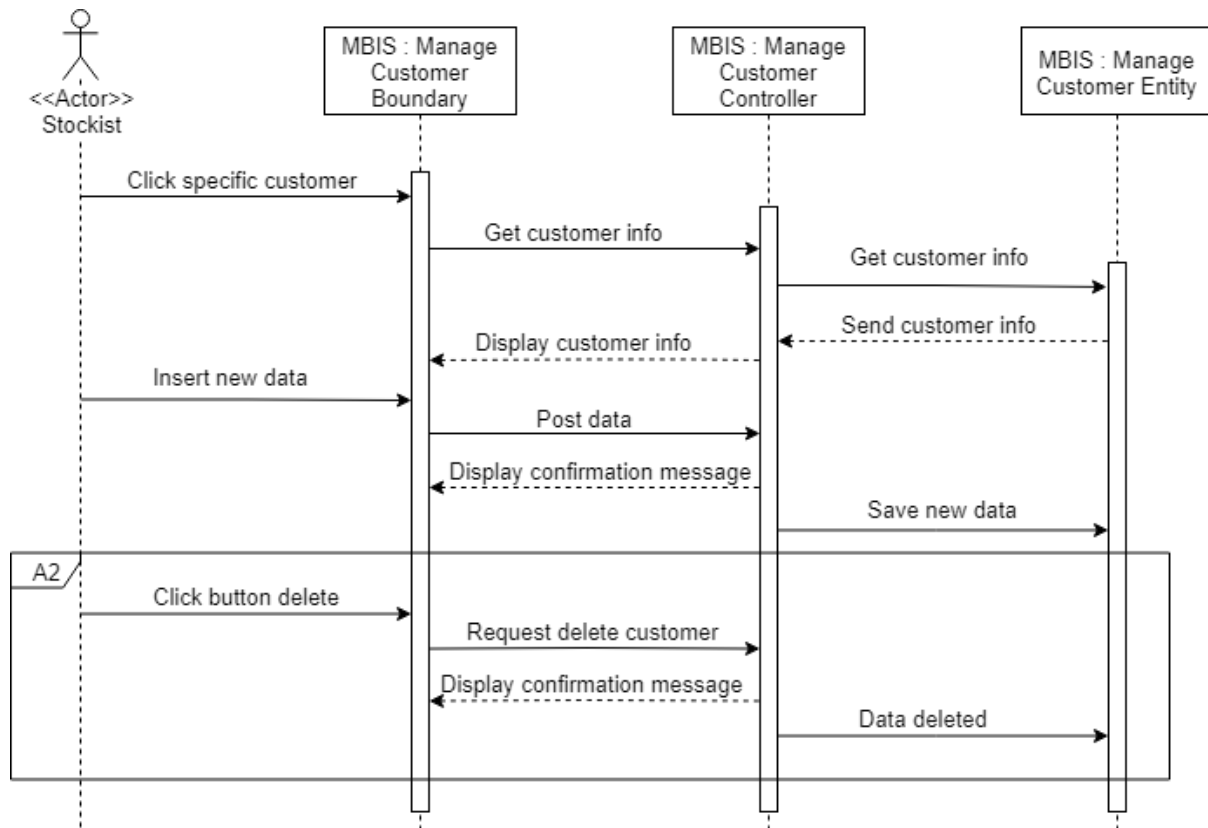 <<Actor>>
Stockist
MBIS : Manage
Customer
Boundary
MBIS : Manage
Customer
Controller
MBIS : Manage
Customer Entity
Click specific customer
Get customer info
Get customer info
Send customer info
Display customer info
Insert new data
Post data
Display confirmation message
Save new data
A2
Click button delete
Request delete customer
Display confirmation message
Data deleted